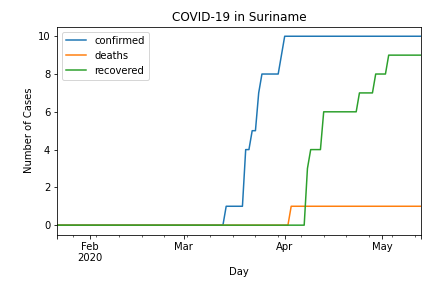 COVID-19 in Suriname
confirmed
deaths
recovered
Number of Cases
10
8
6
4
2
0
Feb
2020
Mar
Apr
May
Day